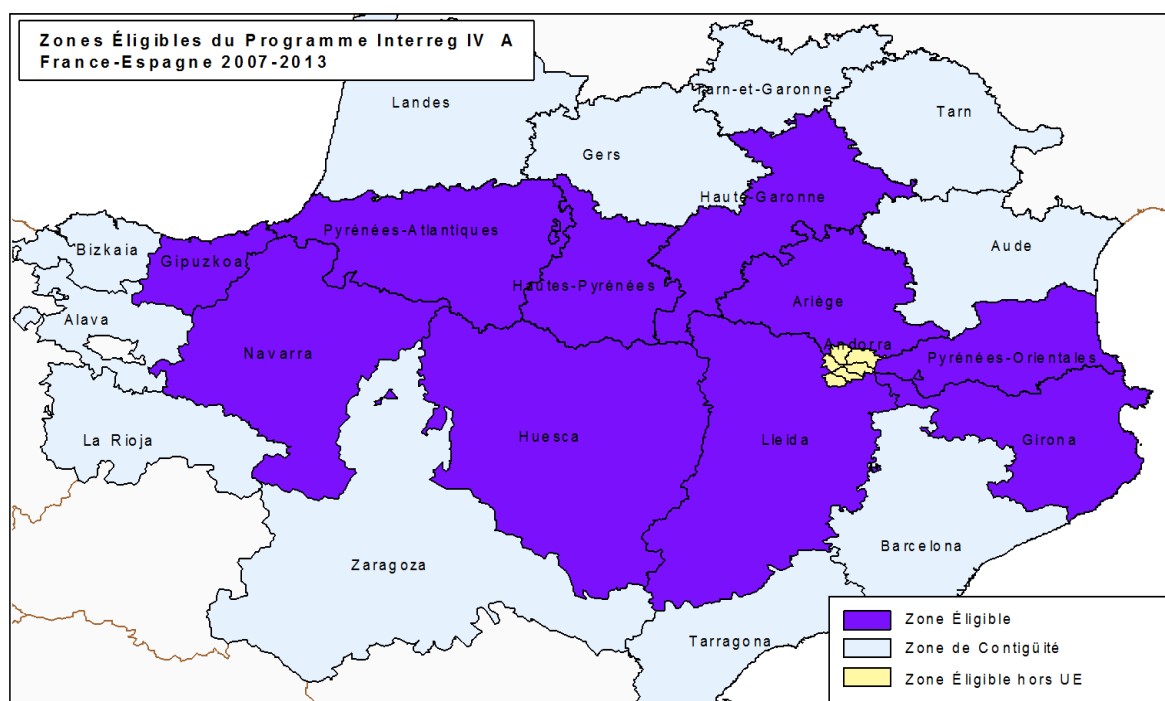 Zones Éligibles du Programme Interreg IV A
France-Espagne 2007-2013
Landes
Tarn-et-Garonne
Tarn
Gers
Haute-Garonne
Pyrénées-Atlantiques
Bizkaia
Gipuzkoa
Aude
Hautes-Pyrénées
Ariège
Alava
Navarra
Andorra
Pyrénées-Orientales
La Rioja
Huesca
Lleida
Girona
Zaragoza
Barcelona
Tarragona
Zone Éligible
Zone de Contigüité
Zone Éligible hors UE